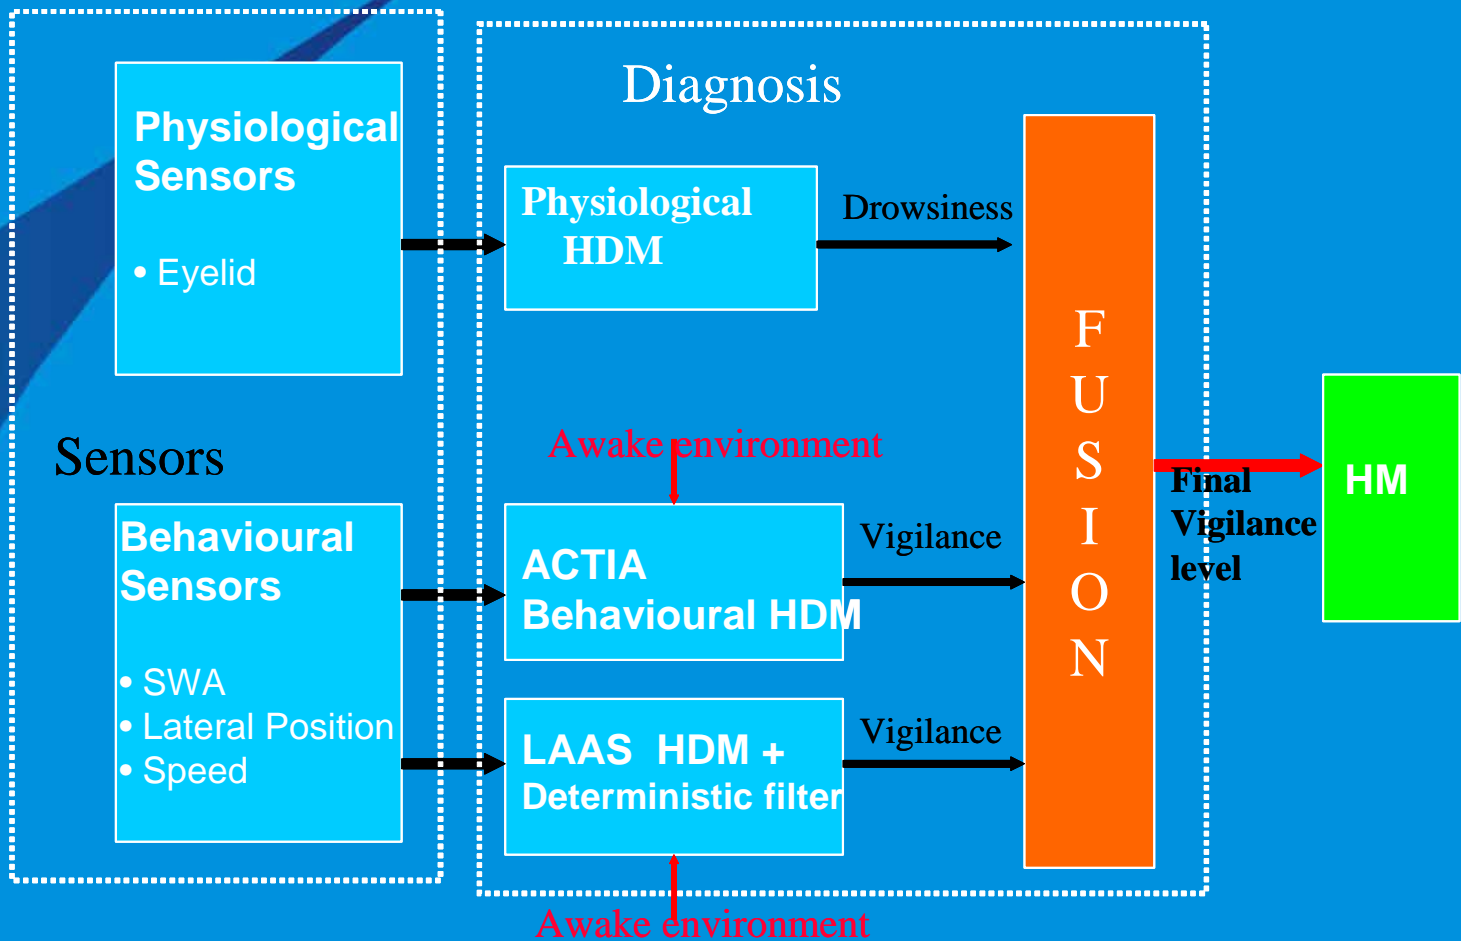 Diagnosis
Physiological
Sensors
• Eyelid
Physiological
HDM
Drowsiness
Sensors
Behavioural
Sensors
• SWA
• Lateral Position
• Speed
Awake environment
ACTIA
Behavioural HDM
Vigilance
LAAS HDM +
Deterministic filter
Vigilance
Awake environment
F
U
S
I
O
N
Final
Vigilance
level
HM